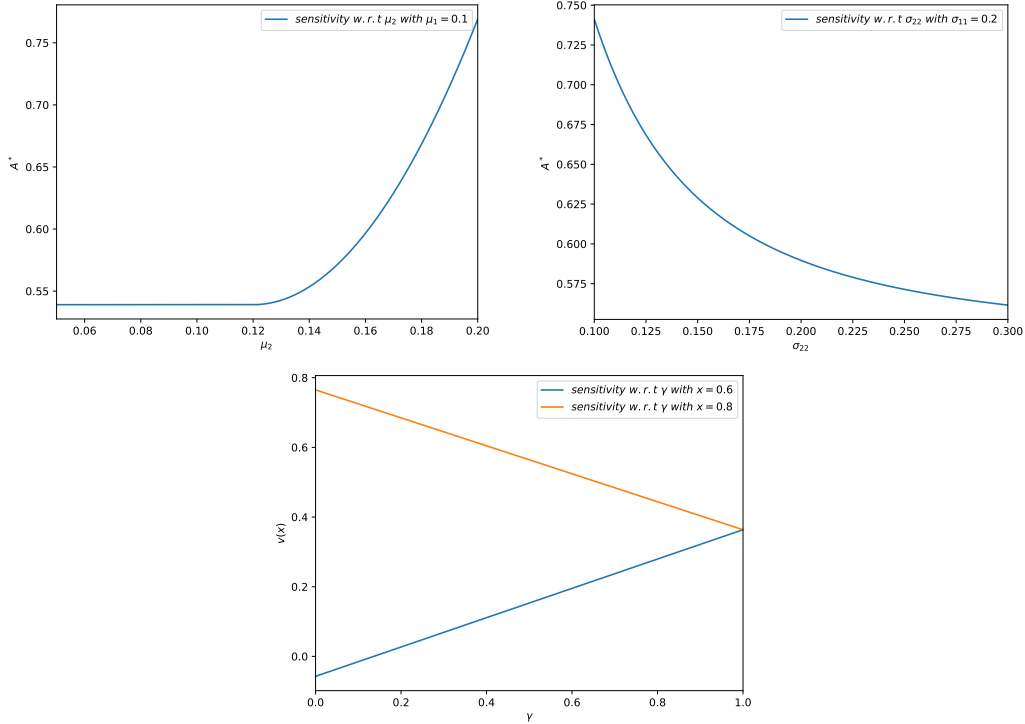 sensitivity w.r.t μ₂ with μ₁ = 0.1
0.75
0.70
0.65
0.60
0.55
A*
0.06 0.08 0.10 0.12 0.14 0.16 0.18 0.20
μ₂
sensitivity w.r.t σ₂₂ with σ₁₁ = 0.2
0.750
0.725
0.700
0.675
0.650
0.625
0.600
0.575
A*
0.100 0.125 0.150 0.175 0.200 0.225 0.250 0.275 0.300
σ₂₂
sensitivity w.r.t γ with x = 0.6
sensitivity w.r.t γ with x = 0.8
0.8
0.6
0.4
0.2
0.0
v(x)
0.0 0.2 0.4 0.6 0.8 1.0
γ